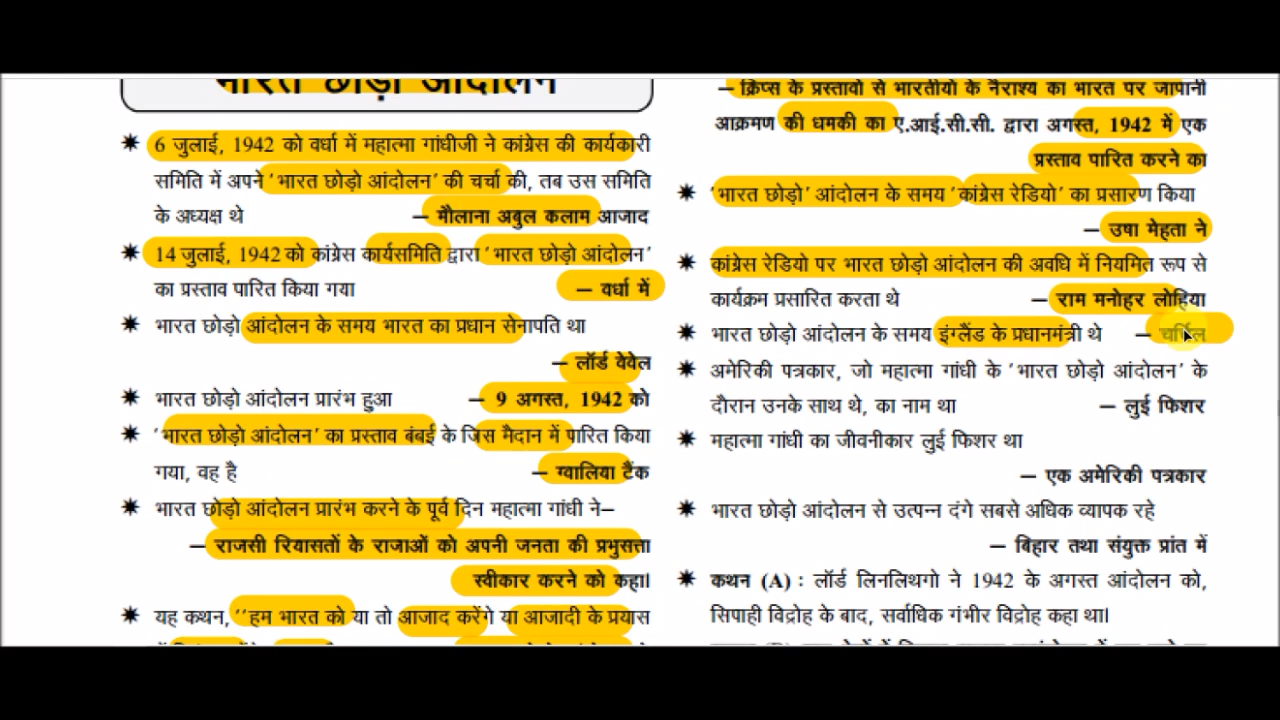 भारत छोड़ो आंदोलन
✷ 6 जुलाई, 1942 को वर्धा में महात्मा गांधीजी ने कांग्रेस की कार्यकारी
समिति में अपने 'भारत छोड़ो आंदोलन' की चर्चा की, तब उस समिति
के अध्यक्ष थे – मौलाना अबुल कलाम आजाद
✷ 14 जुलाई, 1942 को कांग्रेस कार्यसमिति द्वारा 'भारत छोड़ो आंदोलन'
का प्रस्ताव पारित किया गया – वर्धा में
✷ भारत छोड़ो आंदोलन के समय भारत का प्रधान सेनापति था
– लॉर्ड वेवेल
✷ भारत छोड़ो आंदोलन प्रारंभ हुआ – 9 अगस्त, 1942 को
✷ 'भारत छोड़ो आंदोलन' का प्रस्ताव बंबई के जिस मैदान में पारित किया
गया, वह है – ग्वालिया टैंक
✷ भारत छोड़ो आंदोलन प्रारंभ करने के पूर्व दिन महात्मा गांधी ने–
– राजसी रियासतों के राजाओं को अपनी जनता की प्रभुसत्ता
स्वीकार करने को कहा।
✷ यह कथन, ''हम भारत को या तो आजाद करेंगे या आजादी के प्रयास
– क्रिप्स के प्रस्तावों से भारतीयों के नैराश्य का भारत पर जापानी
आक्रमण की धमकी का ए.आई.सी.सी. द्वारा अगस्त, 1942 में एक
प्रस्ताव पारित करने का
✷ 'भारत छोड़ो' आंदोलन के समय 'कांग्रेस रेडियो' का प्रसारण किया
– उषा मेहता ने
✷ कांग्रेस रेडियो पर भारत छोड़ो आंदोलन की अवधि में नियमित रूप से
कार्यक्रम प्रसारित करता थे – राम मनोहर लोहिया
✷ भारत छोड़ो आंदोलन के समय इंग्लैंड के प्रधानमंत्री थे – चर्चिल
✷ अमेरिकी पत्रकार, जो महात्मा गांधी के 'भारत छोड़ो आंदोलन' के
दौरान उनके साथ थे, का नाम था – लुई फिशर
✷ महात्मा गांधी का जीवनीकार लुई फिशर था
– एक अमेरिकी पत्रकार
✷ भारत छोड़ो आंदोलन से उत्पन्न दंगे सबसे अधिक व्यापक रहे
– बिहार तथा संयुक्त प्रांत में
✷ कथन (A) : लॉर्ड लिनलिथगो ने 1942 के अगस्त आंदोलन को,
सिपाही विद्रोह के बाद, सर्वाधिक गंभीर विद्रोह कहा था।